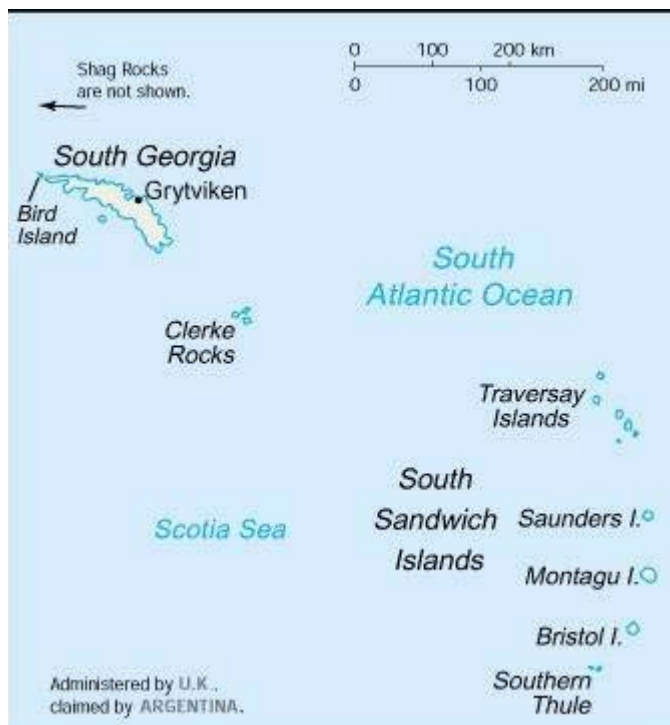 0 100 200 km
0 100 200 mi
Shag Rocks
are not shown.
South Georgia
Grytviken
Bird
Island
South
Atlantic Ocean
Clerke
Rocks
Traversay
Islands
South
Sandwich
Islands
Saunders I.
Scotia Sea
Montagu I.
Bristol I.
Southern
Thule
Administered by U.K.,
claimed by ARGENTINA.